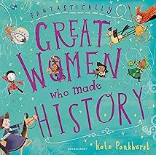 FANTASTICALLY
GREAT
WOMEN
who made
HISTORY
Kate Pankhurst